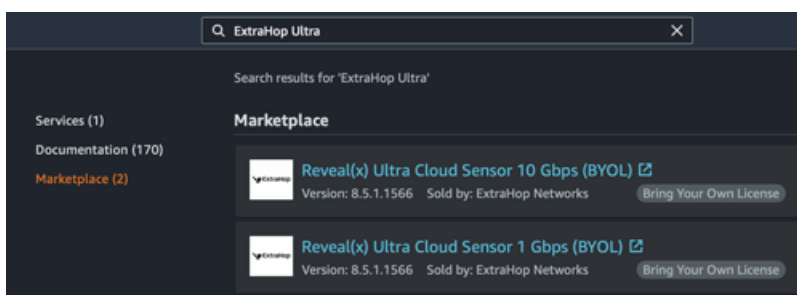 ExtraHop Ultra
Search results for 'ExtraHop Ultra'
Services (1)
Documentation (170)
Marketplace (2)
Marketplace
ExtraHop
Reveal(x) Ultra Cloud Sensor 10 Gbps (BYOL)
Version: 8.5.1.1566 Sold by: ExtraHop Networks Bring Your Own License
ExtraHop
Reveal(x) Ultra Cloud Sensor 1 Gbps (BYOL)
Version: 8.5.1.1566 Sold by: ExtraHop Networks Bring Your Own License